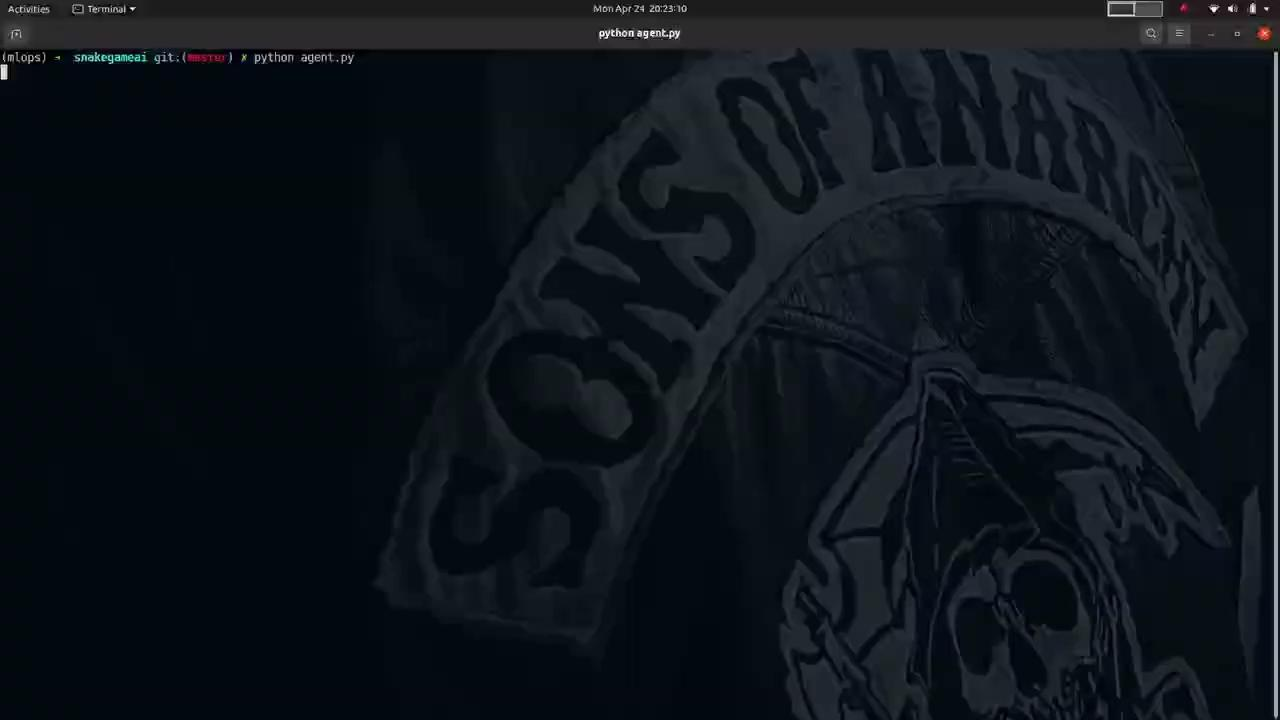 Activities Terminal Mon Apr 24 20:23:10
python agent.py
(mlops) → snakegameai git:(master) ✗ python agent.py
SONS OF ANARCHY